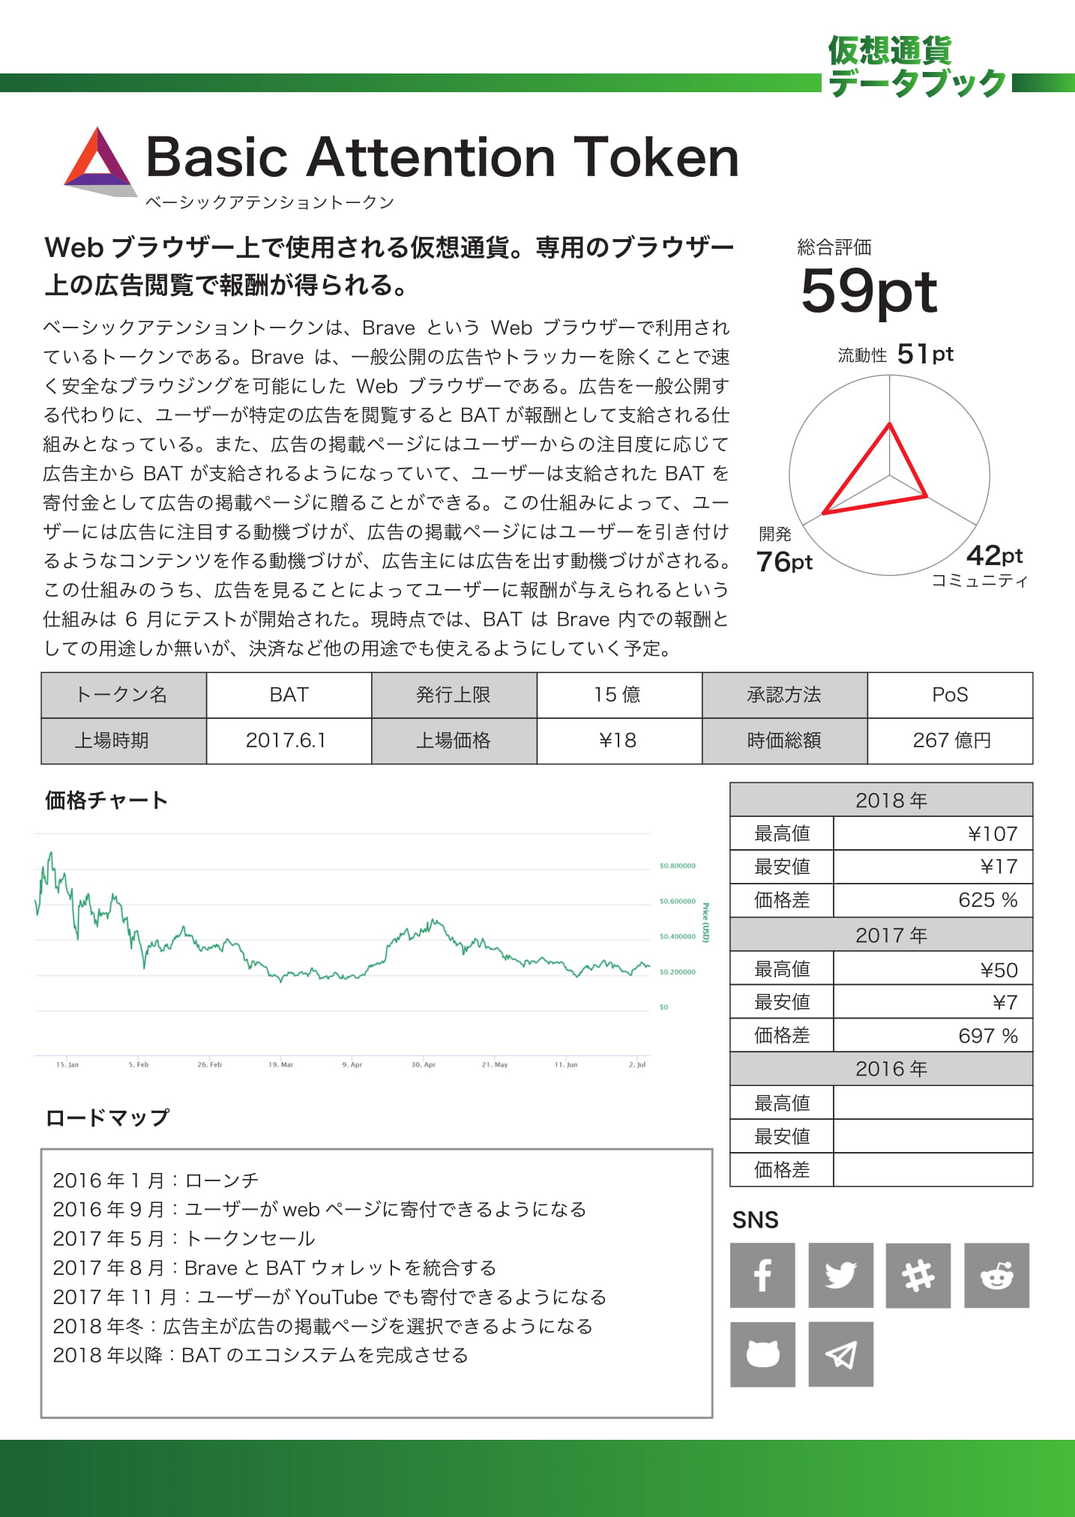 仮想通貨
データブック
Basic Attention Token
ベーシックアテンショントークン
Web ブラウザー上で使用される仮想通貨。専用のブラウザー
上の広告閲覧で報酬が得られる。
ベーシックアテンショントークンは、Brave という Web ブラウザーで利用され
ているトークンである。Brave は、一般公開の広告やトラッカーを除くことで速
く安全なブラウジングを可能にした Web ブラウザーである。広告を一般公開す
る代わりに、ユーザーが特定の広告を閲覧すると BAT が報酬として支給される仕
組みとなっている。また、広告の掲載ページにはユーザーからの注目度に応じて
広告主から BAT が支給されるようになっていて、ユーザーは支給された BAT を
寄付金として広告の掲載ページに贈ることができる。この仕組みによって、ユー
ザーには広告に注目する動機づけが、広告の掲載ページにはユーザーを引き付け
るようなコンテンツを作る動機づけが、広告主には広告を出す動機づけがされる。
この仕組みのうち、広告を見ることによってユーザーに報酬が与えられるという
仕組みは 6 月にテストが開始された。現時点では、BAT は Brave 内での報酬と
しての用途しか無いが、決済など他の用途でも使えるようにしていく予定。
総合評価
59pt
流動性 51pt
開発
76pt
42pt
コミュニティ
トークン名 BAT 発行上限 15 億 承認方法 PoS
上場時期 2017.6.1 上場価格 ¥18 時価総額 267 億円
価格チャート
$0.800000
$0.600000
$0.400000
$0.200000
$0
Price (USD)
15. Jan 5. Feb 26. Feb 19. Mar 9. Apr 30. Apr 21. May 11. Jun 2. Jul
2018 年
最高値 ¥107
最安値 ¥17
価格差 625 %
2017 年
最高値 ¥50
最安値 ¥7
価格差 697 %
2016 年
最高値
最安値
価格差
ロードマップ
2016 年 1 月：ローンチ
2016 年 9 月：ユーザーが web ページに寄付できるようになる
2017 年 5 月：トークンセール
2017 年 8 月：Brave と BAT ウォレットを統合する
2017 年 11 月：ユーザーが YouTube でも寄付できるようになる
2018 年冬：広告主が広告の掲載ページを選択できるようになる
2018 年以降：BAT のエコシステムを完成させる
SNS